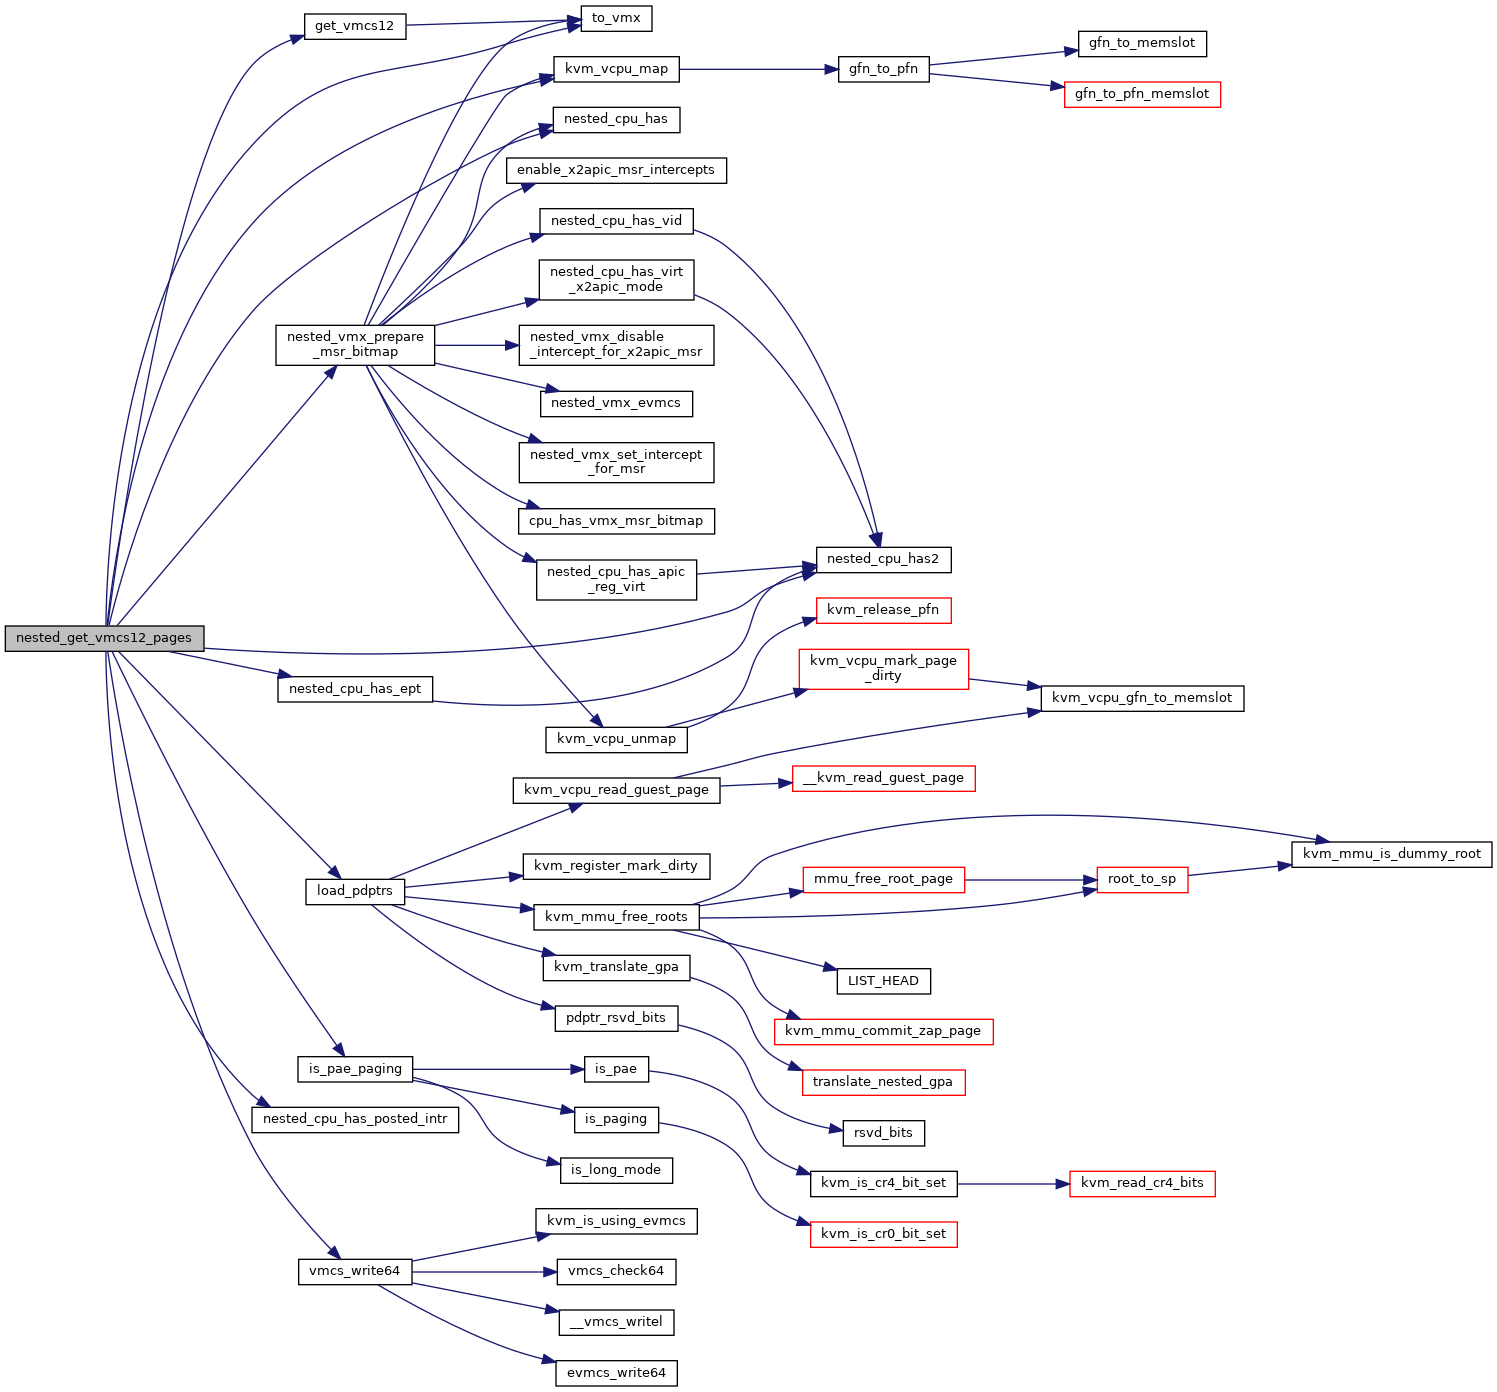 get_vmcs12
to_vmx
kvm_vcpu_map
gfn_to_pfn
gfn_to_memslot
gfn_to_pfn_memslot
nested_cpu_has
enable_x2apic_msr_intercepts
nested_cpu_has_vid
nested_cpu_has_virt
_x2apic_mode
nested_vmx_prepare
_msr_bitmap
nested_vmx_disable
_intercept_for_x2apic_msr
nested_vmx_evmcs
nested_vmx_set_intercept
_for_msr
cpu_has_vmx_msr_bitmap
nested_cpu_has_apic
_reg_virt
nested_cpu_has2
kvm_release_pfn
nested_get_vmcs12_pages
nested_cpu_has_ept
kvm_vcpu_mark_page
_dirty
kvm_vcpu_gfn_to_memslot
kvm_vcpu_unmap
kvm_vcpu_read_guest_page
__kvm_read_guest_page
kvm_register_mark_dirty
kvm_mmu_is_dummy_root
load_pdptrs
mmu_free_root_page
root_to_sp
kvm_mmu_free_roots
kvm_translate_gpa
LIST_HEAD
pdptr_rsvd_bits
kvm_mmu_commit_zap_page
is_pae_paging
is_pae
translate_nested_gpa
nested_cpu_has_posted_intr
is_paging
rsvd_bits
is_long_mode
kvm_is_cr4_bit_set
kvm_read_cr4_bits
kvm_is_using_evmcs
kvm_is_cr0_bit_set
vmcs_write64
vmcs_check64
__vmcs_writel
evmcs_write64